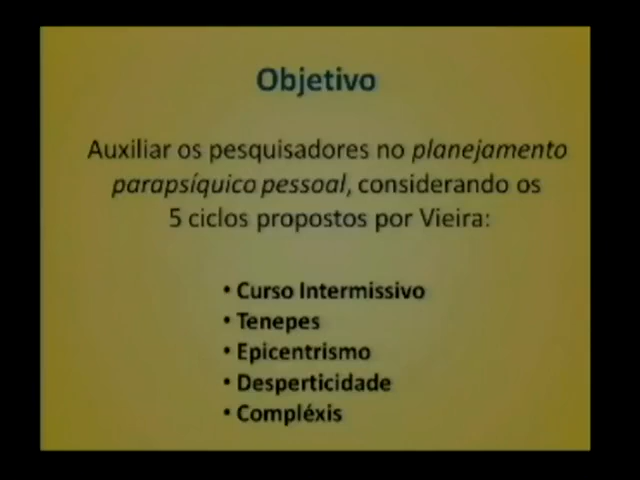 Objetivo
Auxiliar os pesquisadores no planejamento
parapsíquico pessoal, considerando os
5 ciclos propostos por Vieira:
• Curso Intermissivo
• Tenepes
• Epicentrismo
• Desperticidade
• Compléxis